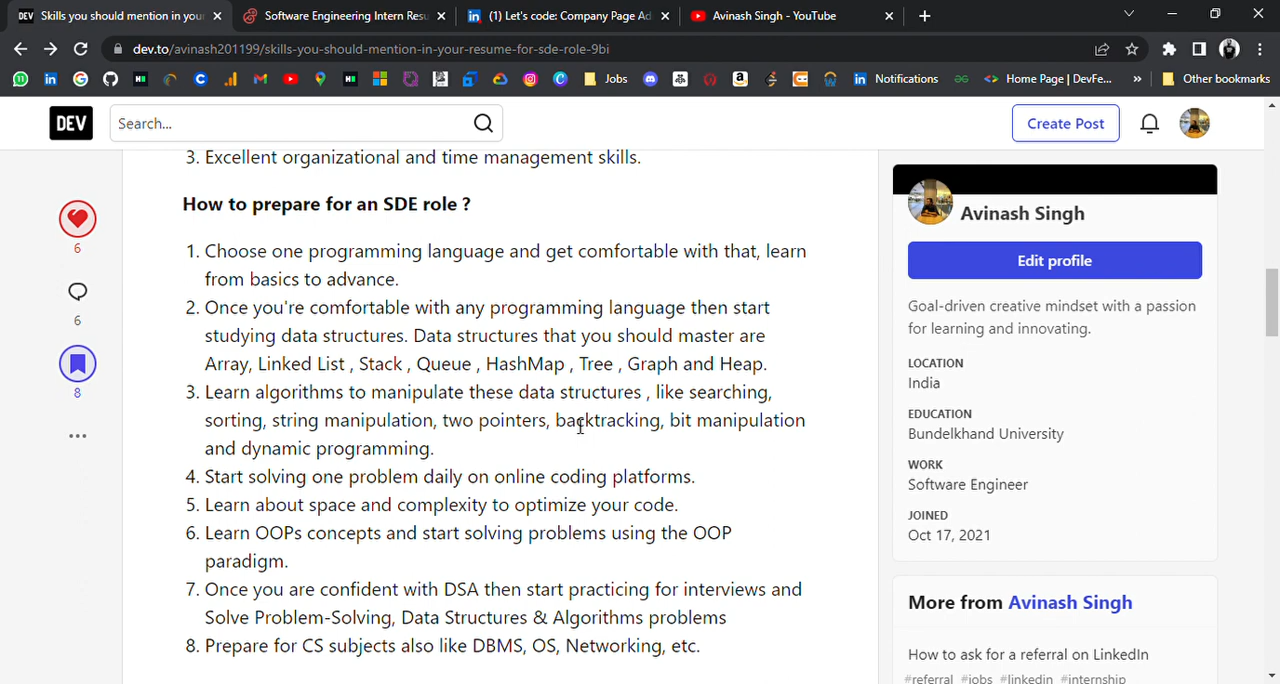 DEV Skills you should mention in your
Software Engineering Intern Resu
in (1) Let's code: Company Page Ad
Avinash Singh - YouTube
dev.to/avinash201199/skills-you-should-mention-in-your-resume-for-sde-role-9bi
Jobs
Notifications
Home Page | DevFe...
»
Other bookmarks
DEV
Search...
Create Post
3. Excellent organizational and time management skills.
How to prepare for an SDE role ?
1. Choose one programming language and get comfortable with that, learn
from basics to advance.
2. Once you're comfortable with any programming language then start
studying data structures. Data structures that you should master are
Array, Linked List , Stack , Queue , HashMap , Tree , Graph and Heap.
3. Learn algorithms to manipulate these data structures , like searching,
sorting, string manipulation, two pointers, backtracking, bit manipulation
and dynamic programming.
4. Start solving one problem daily on online coding platforms.
5. Learn about space and complexity to optimize your code.
6. Learn OOPs concepts and start solving problems using the OOP
paradigm.
7. Once you are confident with DSA then start practicing for interviews and
Solve Problem-Solving, Data Structures & Algorithms problems
8. Prepare for CS subjects also like DBMS, OS, Networking, etc.
6
6
8
Avinash Singh
Edit profile
Goal-driven creative mindset with a passion
for learning and innovating.
LOCATION
India
EDUCATION
Bundelkhand University
WORK
Software Engineer
JOINED
Oct 17, 2021
More from Avinash Singh
How to ask for a referral on LinkedIn
#referral #jobs #linkedin #internship